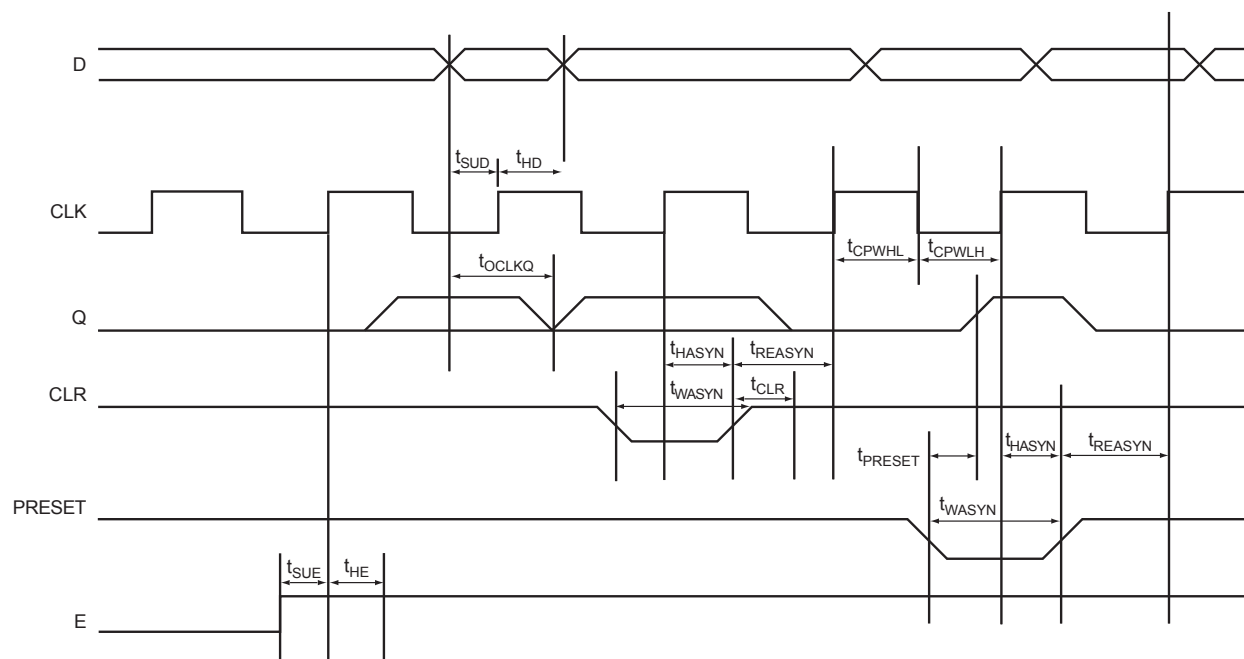 D
tSUD tHD
CLK
tCPWHL tCPWLH
tOCLKQ
Q
tHASYN tREASYN
tWASYN tCLR
CLR
tPRESET tHASYN tREASYN
tWASYN
PRESET
tSUE tHE
E